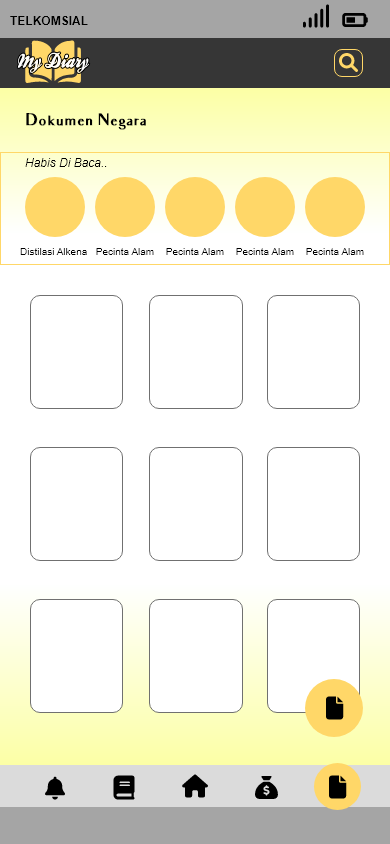 TELKOMSIAL
My Diary
Dokumen Negara
Habis Di Baca..
Distilasi Alkena Pecinta Alam Pecinta Alam Pecinta Alam Pecinta Alam
$